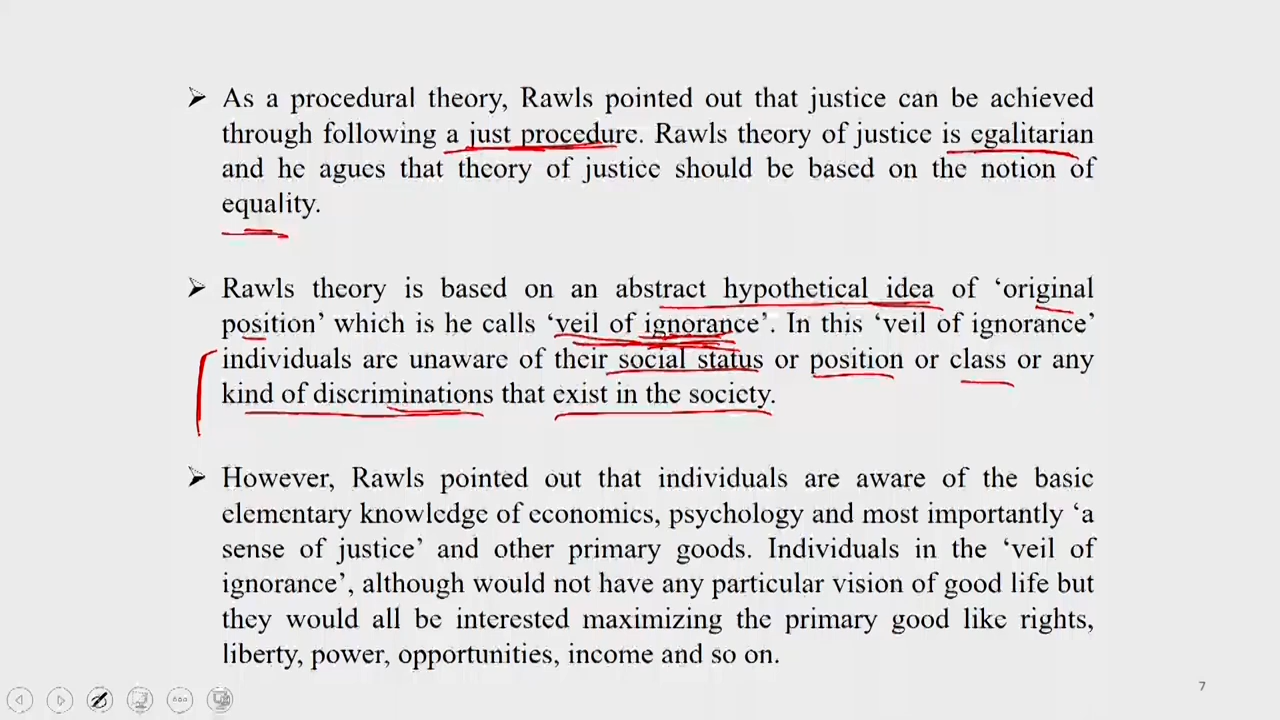 ➢ As a procedural theory, Rawls pointed out that justice can be achieved
through following a just procedure. Rawls theory of justice is egalitarian
and he agues that theory of justice should be based on the notion of
equality.
➢ Rawls theory is based on an abstract hypothetical idea of ‘original
position’ which is he calls ‘veil of ignorance’. In this ‘veil of ignorance’
individuals are unaware of their social status or position or class or any
kind of discriminations that exist in the society.
➢ However, Rawls pointed out that individuals are aware of the basic
elementary knowledge of economics, psychology and most importantly ‘a
sense of justice’ and other primary goods. Individuals in the ‘veil of
ignorance’, although would not have any particular vision of good life but
they would all be interested maximizing the primary good like rights,
liberty, power, opportunities, income and so on.
7